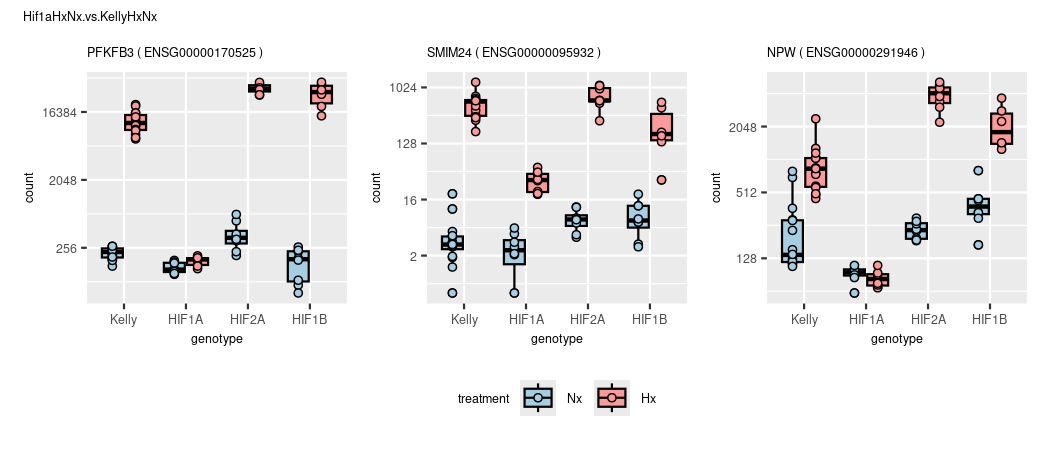 Hif1aHxNx.vs.KellyHxNx
PFKFB3 ( ENSG00000170525 )
SMIM24 ( ENSG00000095932 )
NPW ( ENSG00000291946 )
count
16384
2048
256
Kelly
HIF1A
HIF2A
HIF1B
genotype
count
1024
128
16
2
Kelly
HIF1A
HIF2A
HIF1B
genotype
count
2048
512
128
Kelly
HIF1A
HIF2A
HIF1B
genotype
treatment
Nx
Hx